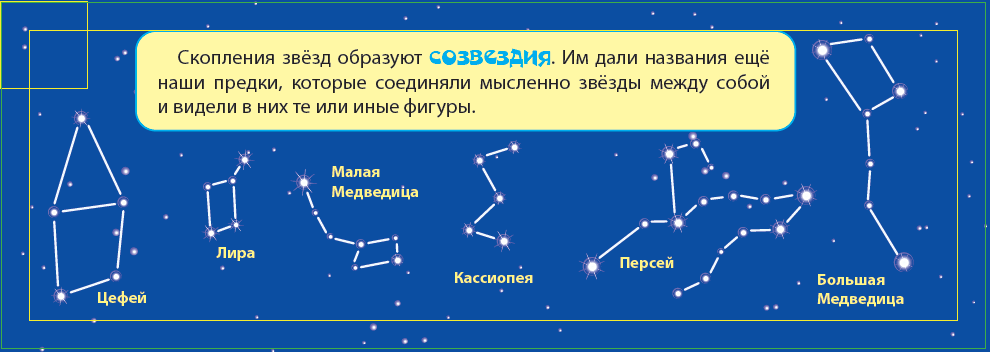 Скопления звёзд образуют СОЗВЕЗДИЯ. Им дали названия ещё
наши предки, которые соединяли мысленно звёзды между собой
и видели в них те или иные фигуры.
Цефей
Лира
Малая
Медведица
Кассиопея
Персей
Большая
Медведица